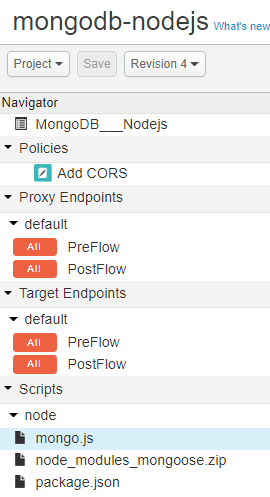 mongodb-nodejs What's new
Project Save Revision 4
Navigator
MongoDB___Nodejs
Policies
Add CORS
Proxy Endpoints
default
All PreFlow
All PostFlow
Target Endpoints
default
All PreFlow
All PostFlow
Scripts
node
mongo.js
node_modules_mongoose.zip
package.json